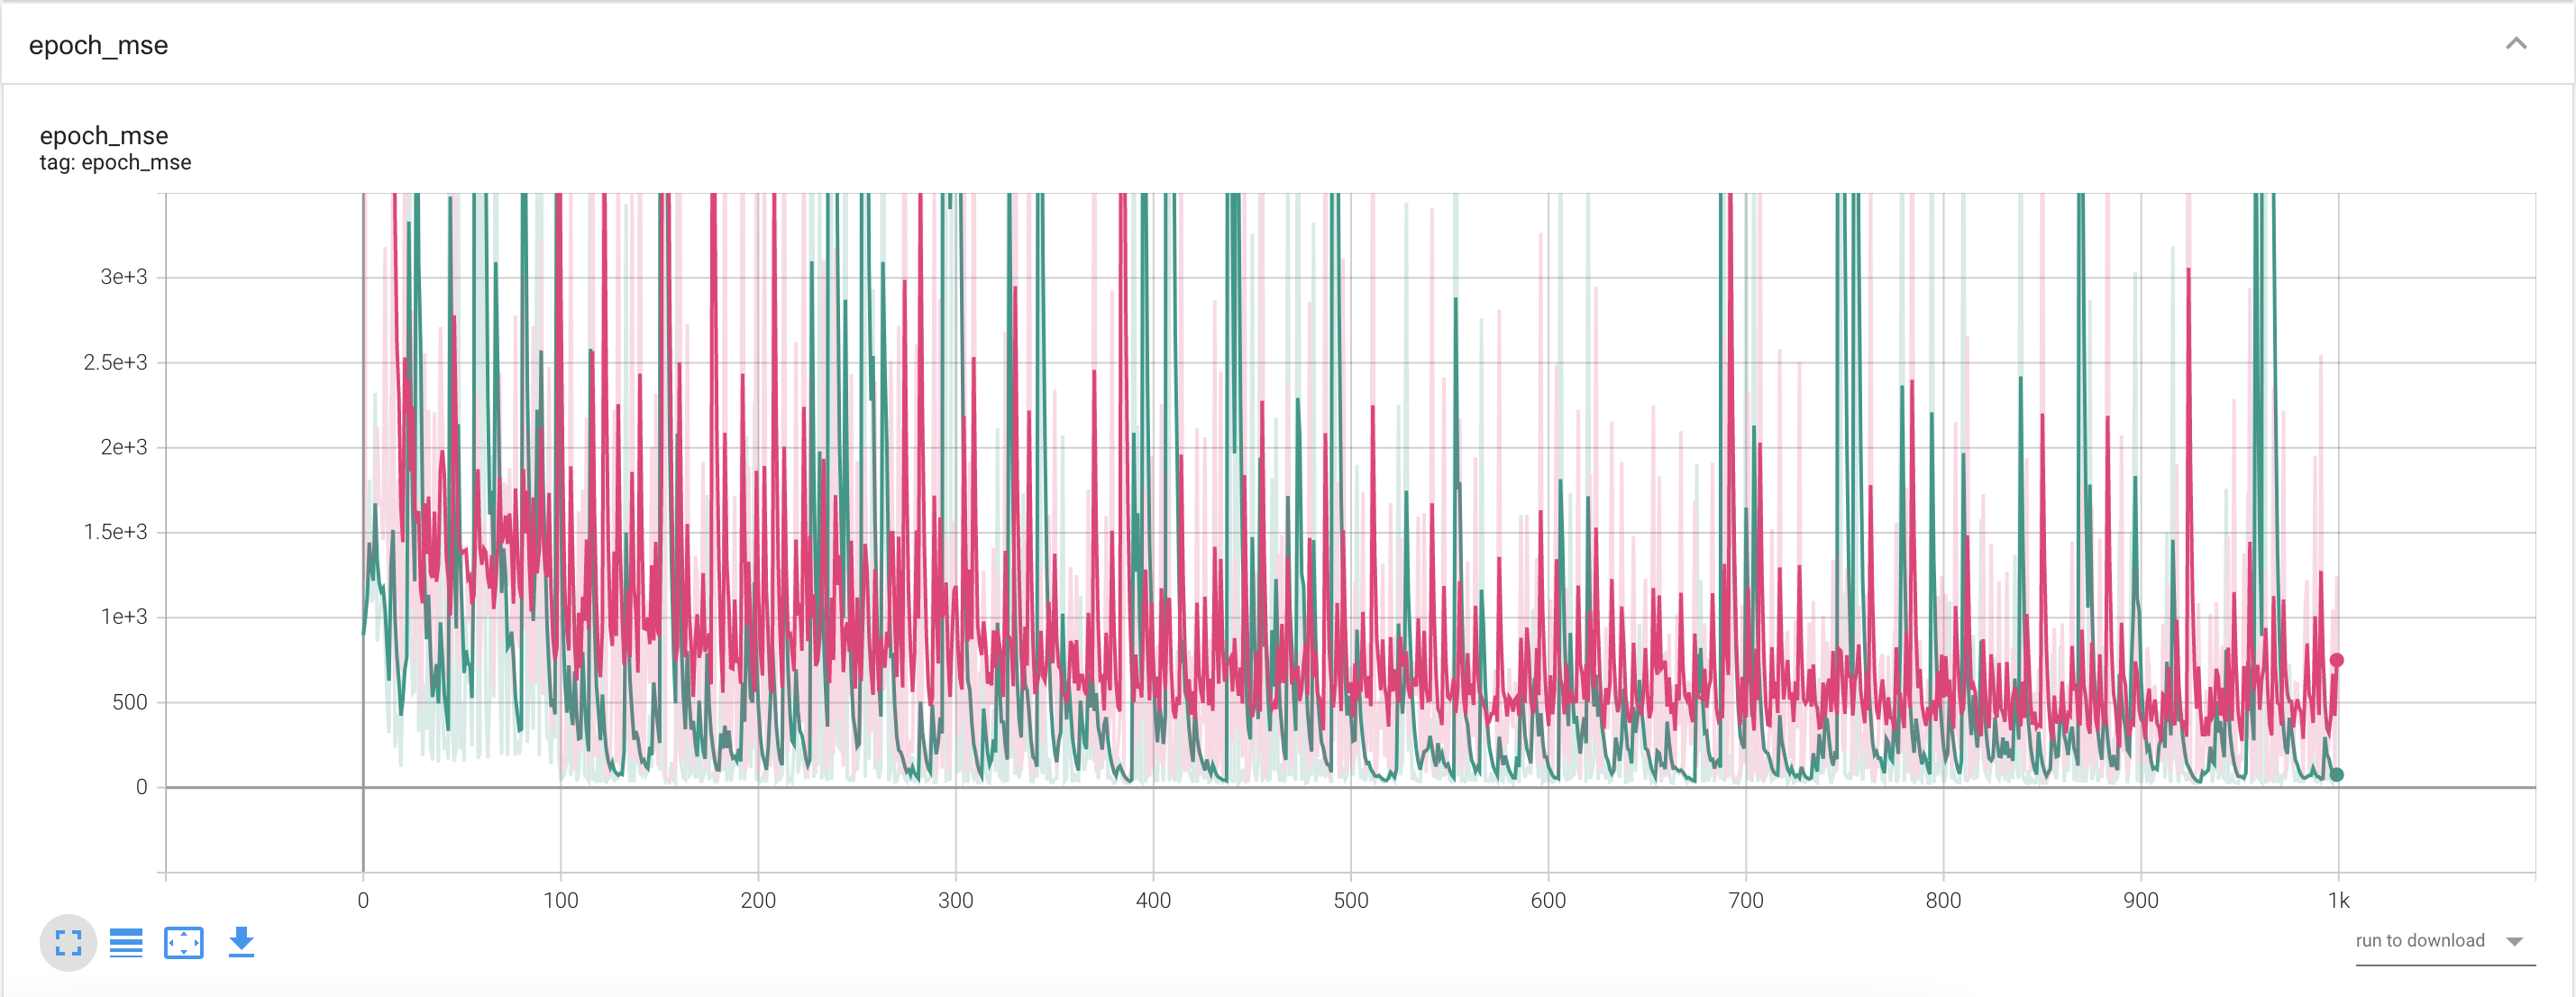 epoch_mse
epoch_mse
tag: epoch_mse
3e+3
2.5e+3
2e+3
1.5e+3
1e+3
500
0
0 100 200 300 400 500 600 700 800 900 1k
run to download